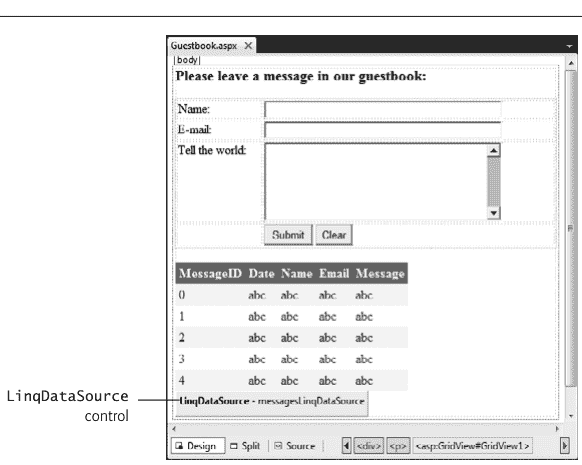 Guestbook.aspx X
|body|
Please leave a message in our guestbook:
Name:
E-mail:
Tell the world:
Submit Clear
MessageID Date Name Email Message
0 abc abc abc abc
1 abc abc abc abc
2 abc abc abc abc
3 abc abc abc abc
4 abc abc abc abc
LinqDataSource
control
LinqDataSource - messagesLinqDataSource
Design Split Source <div> <p> <asp:GridView#GridView1>